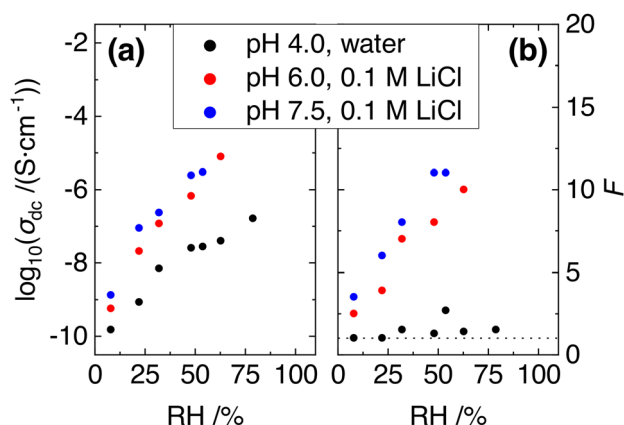 (a)
(b)
pH 4.0, water
pH 6.0, 0.1 M LiCl
pH 7.5, 0.1 M LiCl
log₁₀(σdc /(S·cm⁻¹))
-2
-4
-6
-8
-10
0 25 50 75 100
RH /%
0 25 50 75 100
RH /%
20
15
10
5
0
F